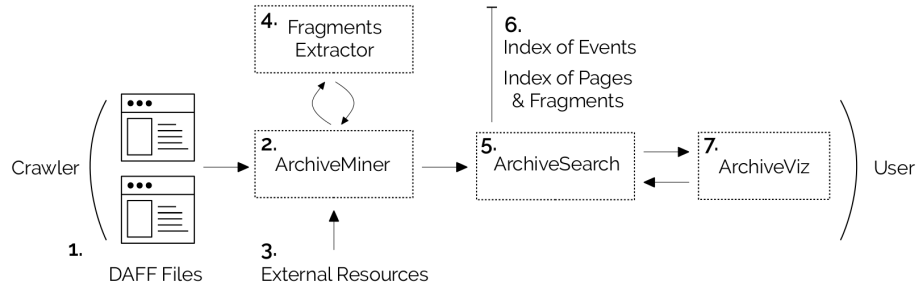 Crawler
1.
DAFF Files
2.
ArchiveMiner
3.
External Resources
4.
Fragments
Extractor
5.
ArchiveSearch
6.
Index of Events
Index of Pages
& Fragments
7.
ArchiveViz
User